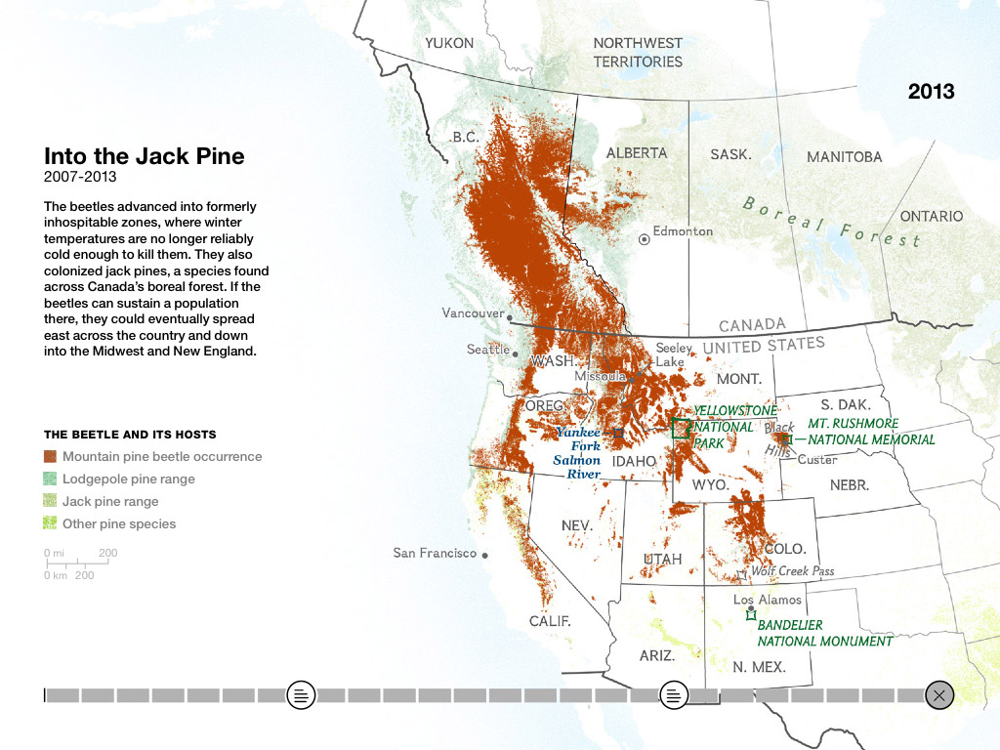 YUKON
NORTHWEST
TERRITORIES
2013
B.C.
ALBERTA
SASK.
MANITOBA
ONTARIO
Into the Jack Pine
2007-2013
The beetles advanced into formerly
inhospitable zones, where winter
temperatures are no longer reliably
cold enough to kill them. They also
colonized jack pines, a species found
across Canada's boreal forest. If the
beetles can sustain a population
there, they could eventually spread
east across the country and down
into the Midwest and New England.
Boreal Forest
Edmonton
Vancouver
CANADA
UNITED STATES
Seattle
WASH.
Seeley
Lake
Missoula
MONT.
OREG.
S. DAK.
YELLOWSTONE
NATIONAL
PARK
Black
Hills
MT. RUSHMORE
NATIONAL MEMORIAL
Custer
Yankee
Fork
Salmon
River
IDAHO
WYO.
NEBR.
THE BEETLE AND ITS HOSTS
Mountain pine beetle occurrence
Lodgepole pine range
Jack pine range
Other pine species
0 mi 200
0 km 200
San Francisco
NEV.
UTAH
COLO.
Wolf Creek Pass
Los Alamos
BANDELIER
NATIONAL MONUMENT
CALIF.
ARIZ.
N. MEX.